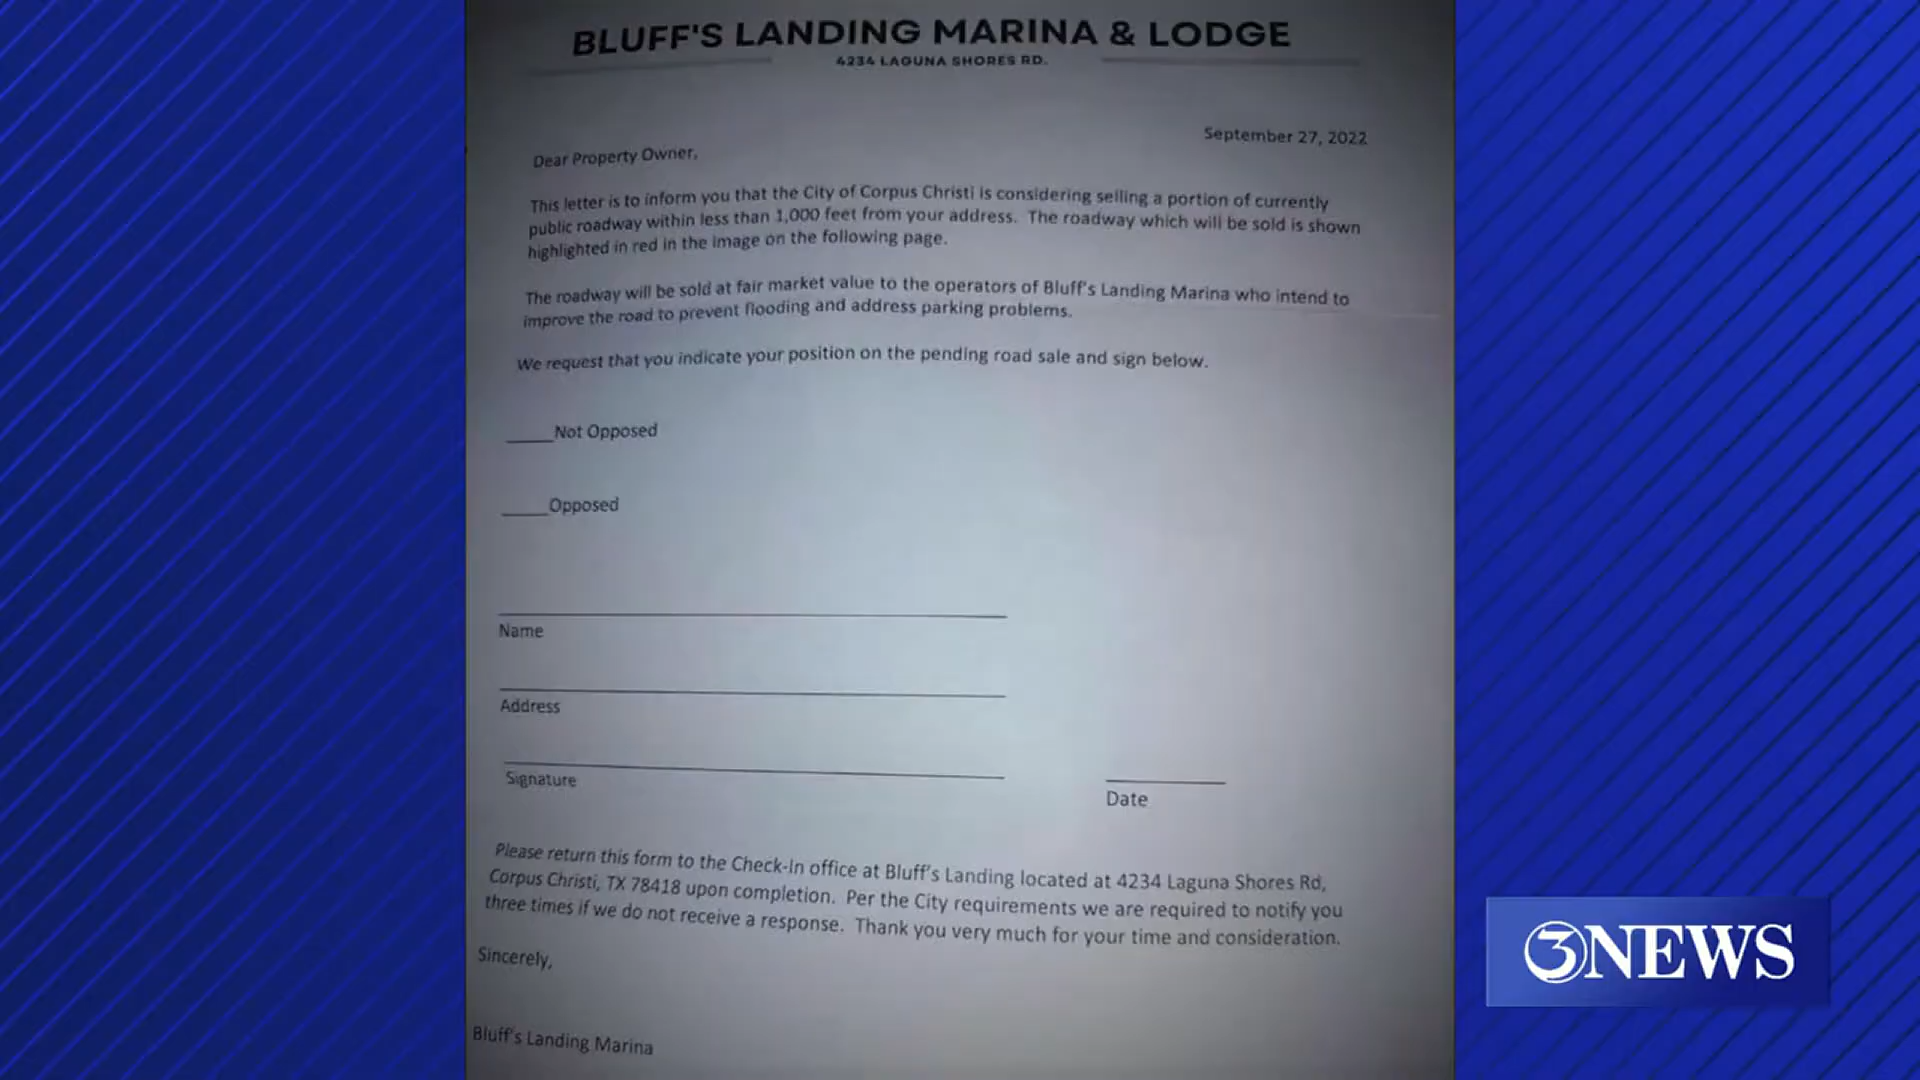 BLUFF'S LANDING MARINA & LODGE
4234 LAGUNA SHORES RD.
September 27, 2022
Dear Property Owner,
This letter is to inform you that the City of Corpus Christi is considering selling a portion of currently
public roadway within less than 1,000 feet from your address. The roadway which will be sold is shown
highlighted in red in the image on the following page.
The roadway will be sold at fair market value to the operators of Bluff's Landing Marina who intend to
improve the road to prevent flooding and address parking problems.
We request that you indicate your position on the pending road sale and sign below.
_____Not Opposed
_____Opposed
Name
Address
Signature
Date
Please return this form to the Check-In office at Bluff's Landing located at 4234 Laguna Shores Rd,
Corpus Christi, TX 78418 upon completion. Per the City requirements we are required to notify you
three times if we do not receive a response. Thank you very much for your time and consideration.
Sincerely,
Bluff's Landing Marina
3NEWS